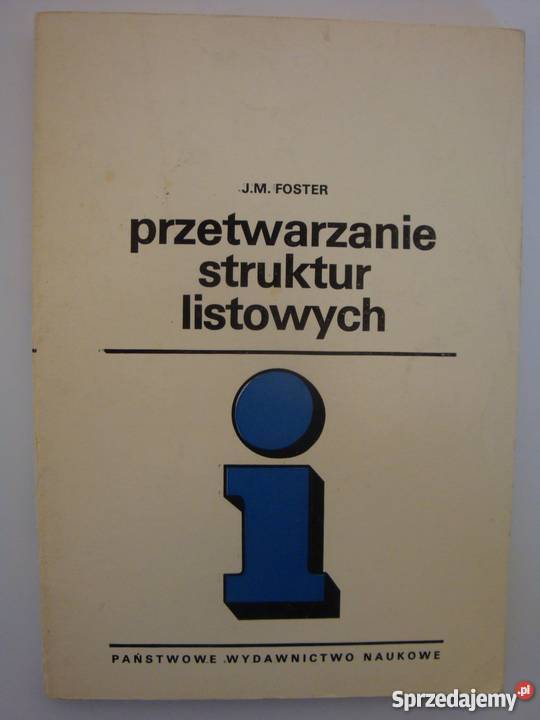 J.M. FOSTER
przetwarzanie
struktur
listowych
i
PAŃSTWOWE WYDAWNICTWO NAUKOWE
Sprzedajemy.pl